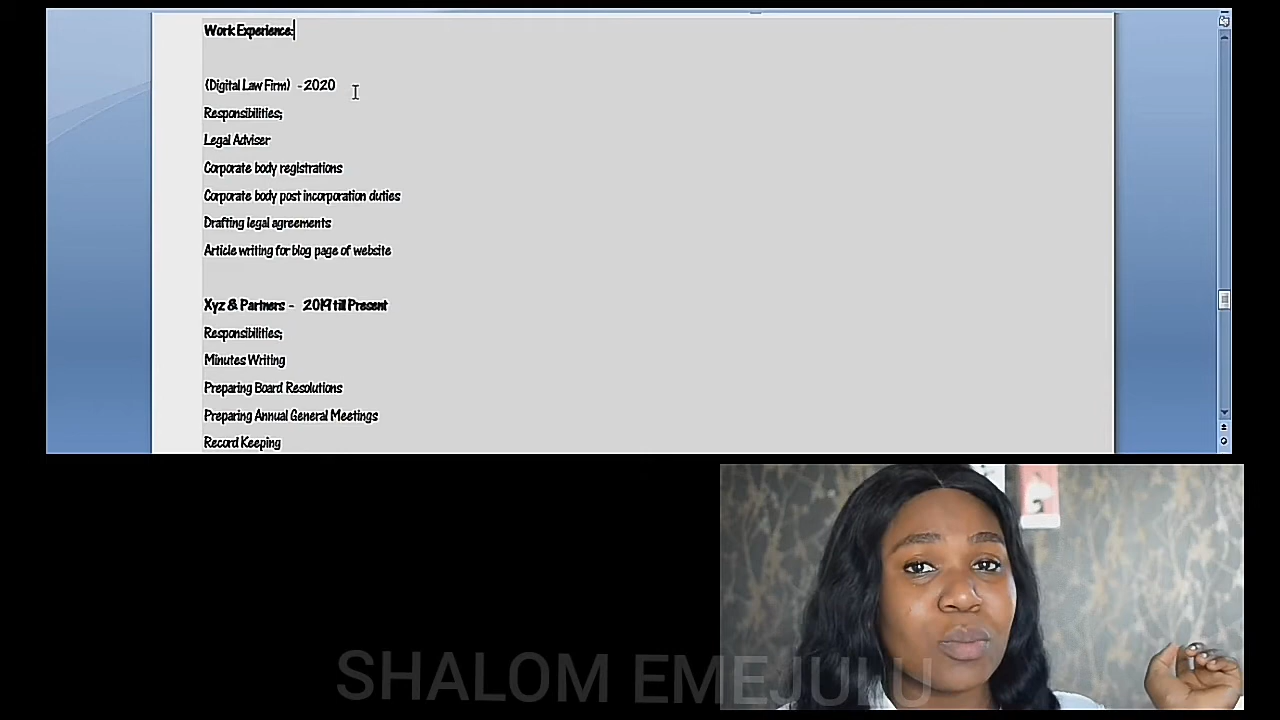 Work Experience:
(Digital Law Firm) - 2020
Responsibilities;
Legal Adviser
Corporate body registrations
Corporate body post incorporation duties
Drafting legal agreements
Article writing for blog page of website
Xyz & Partners - 2019 till Present
Responsibilities;
Minutes Writing
Preparing Board Resolutions
Preparing Annual General Meetings
Record Keeping
SHALOM EMEJULU